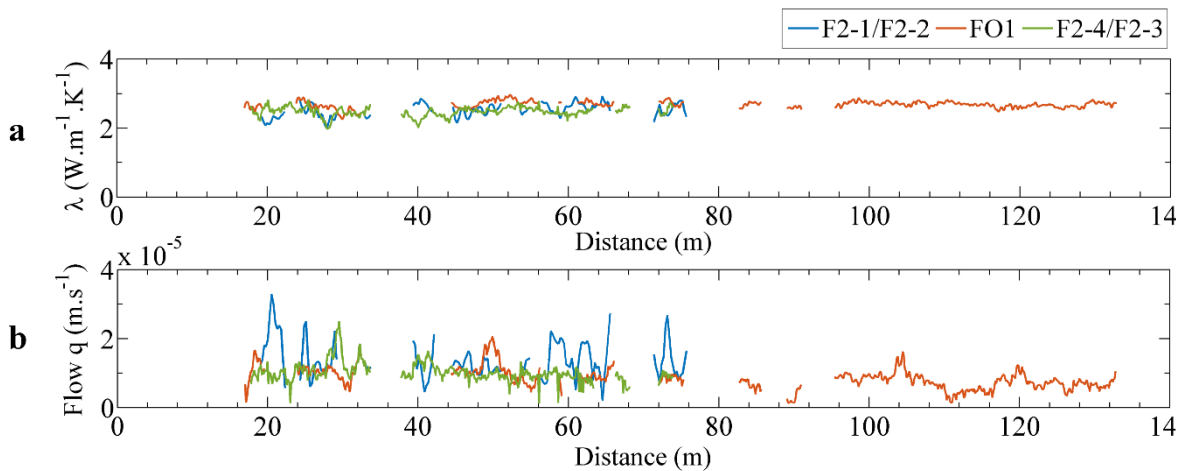 F2-1/F2-2 FO1 F2-4/F2-3
a
λ (W.m⁻¹.K⁻¹)
4
2
0
0 20 40 60 80 100 120 14
Distance (m)
x 10⁻⁵
b
Flow q (m.s⁻¹)
4
2
0
0 20 40 60 80 100 120 14
Distance (m)